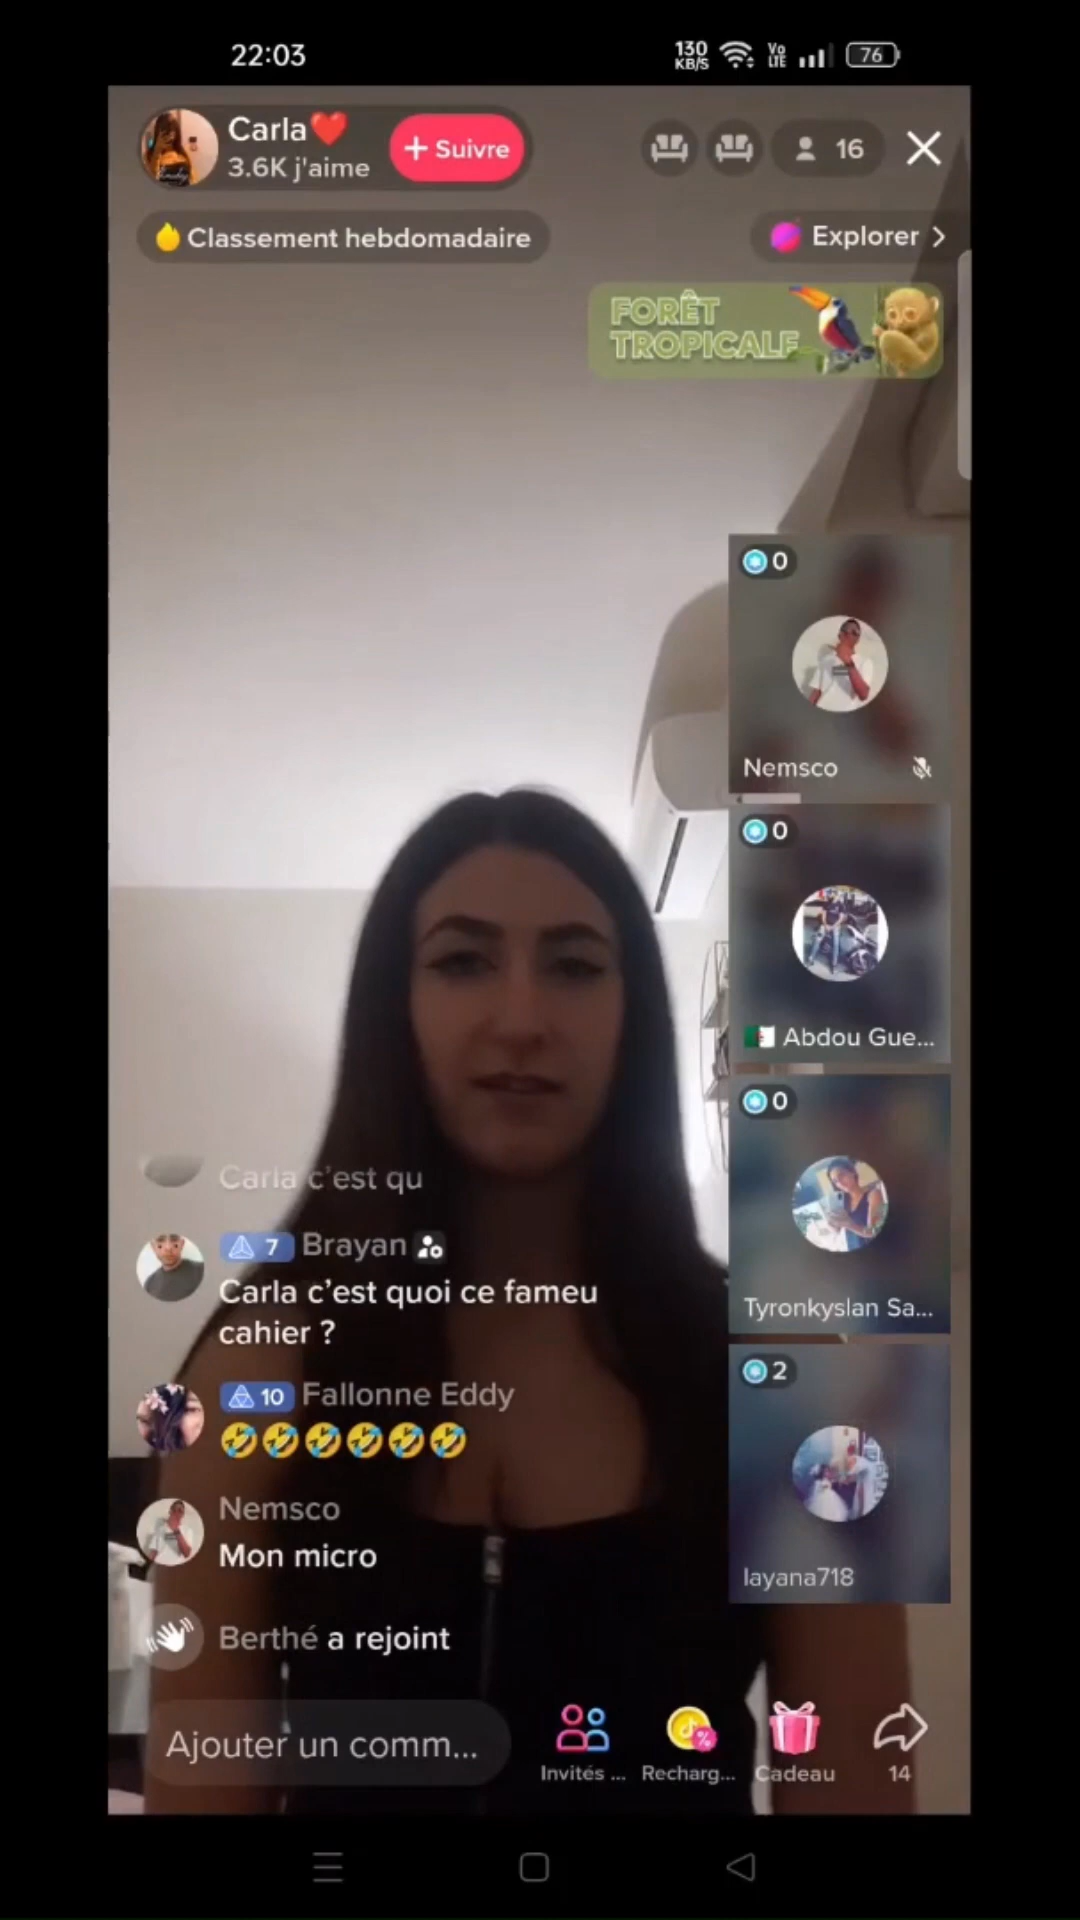 22:03
130
KB/S
Vo
LTE
76
Carla❤️
3.6K j'aime
+ Suivre
16
Classement hebdomadaire
Explorer >
FORÊT
TROPICALE
0
Nemsco
0
Abdou Gue...
0
Tyronkyslan Sa...
2
layana718
Carla c'est qu
7 Brayan
Carla c'est quoi ce fameu
cahier ?
10 Fallonne Eddy
🤣🤣🤣🤣🤣🤣
Nemsco
Mon micro
Berthé a rejoint
Ajouter un comm...
Invités ...
Recharg...
Cadeau
14